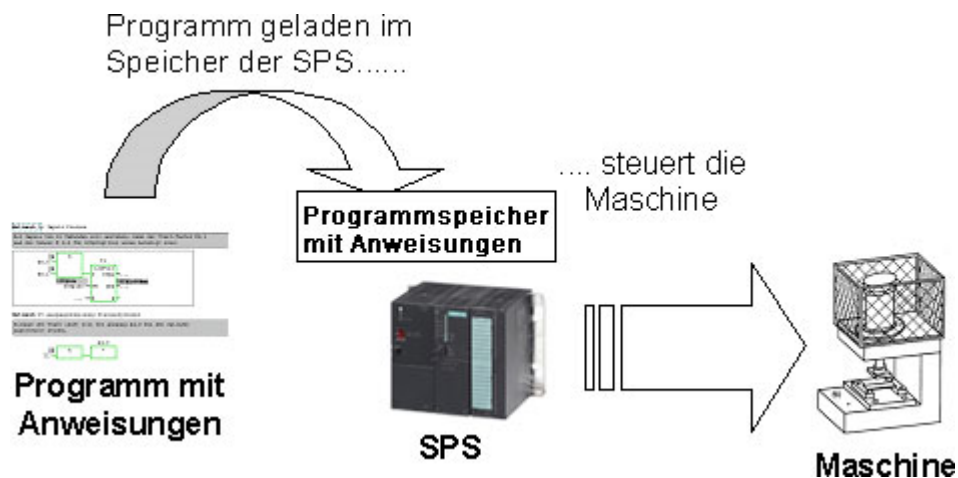 Programm geladen im
Speicher der SPS......
.... steuert die
Maschine
Programmspeicher
mit Anweisungen
Programm mit
Anweisungen
SPS
Maschine